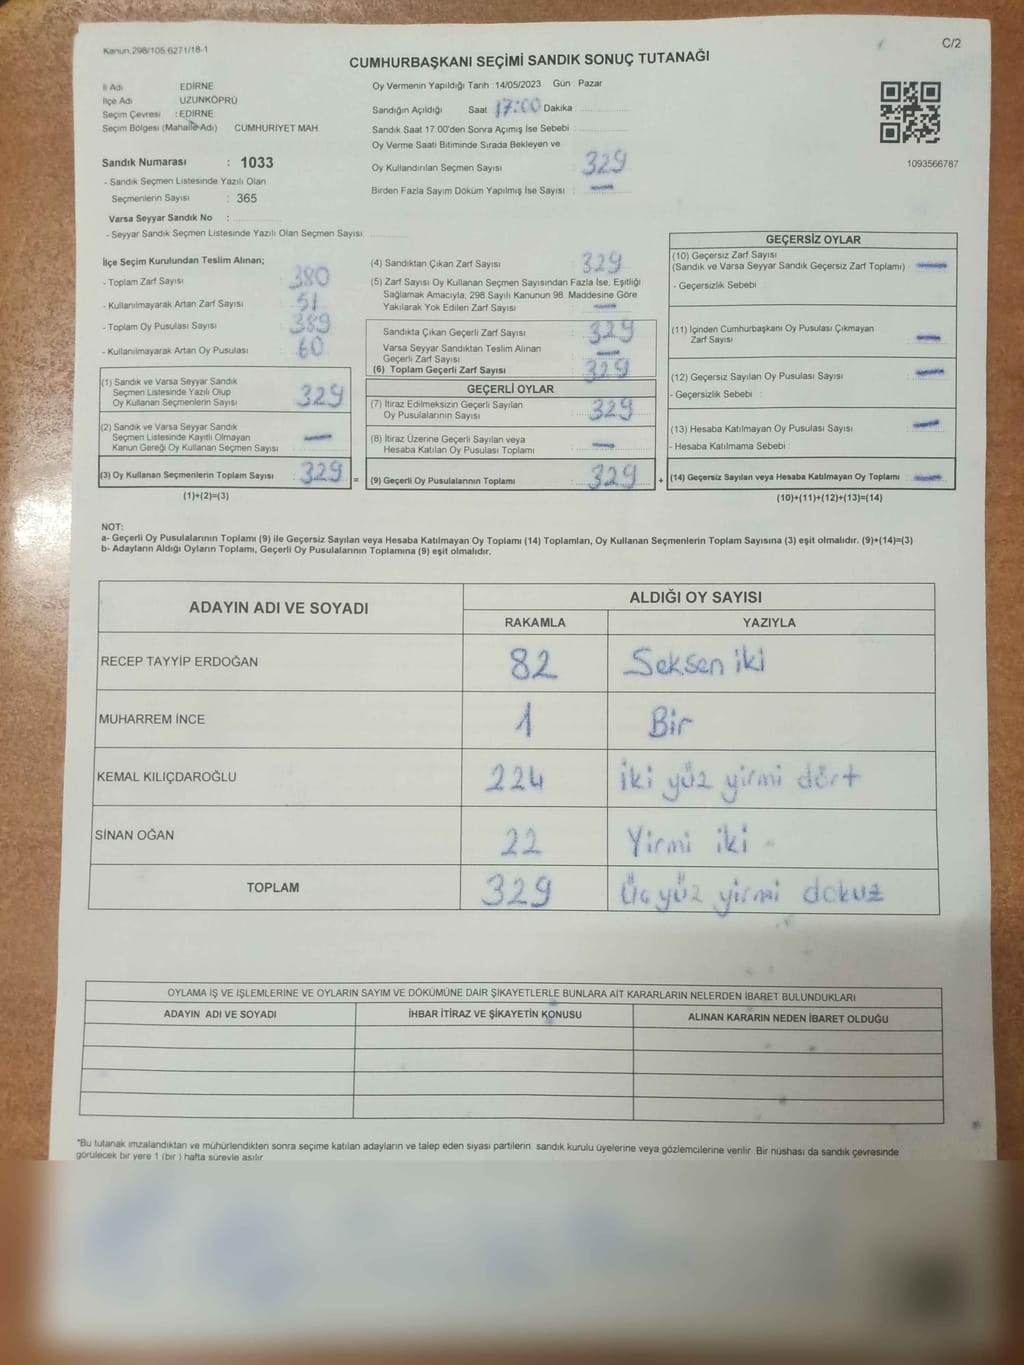 Kanun:298/105 6271/18-1
C/2
CUMHURBAŞKANI SEÇİMİ SANDIK SONUÇ TUTANAĞI
İl Adı EDİRNE
İlçe Adı UZUNKÖPRÜ
Seçim Çevresi : EDİRNE
Seçim Bölgesi (Mahalle Adı) CUMHURİYET MAH.
Sandık Numarası : 1033
- Sandık Seçmen Listesinde Yazılı Olan
Seçmenlerin Sayısı : 365
Varsa Seyyar Sandık No :
- Seyyar Sandık Seçmen Listesinde Yazılı Olan Seçmen Sayısı:
Oy Vermenin Yapıldığı Tarih : 14/05/2023 Gün : Pazar
Sandığın Açıldığı Saat 17:00 Dakika :
Sandık Saat 17.00'den Sonra Açımış İse Sebebi :
Oy Verme Saati Bitiminde Sırada Bekleyen ve
Oy Kullandırılan Seçmen Sayısı : 329
Birden Fazla Sayım Döküm Yapılmış İse Sayısı : —
1093566787
İlçe Seçim Kurulundan Teslim Alınan;
- Toplam Zarf Sayısı : 380
- Kullanılmayarak Artan Zarf Sayısı : 51
- Toplam Oy Pusulası Sayısı : 389
- Kullanılmayarak Artan Oy Pusulası : 60
(1) Sandık ve Varsa Seyyar Sandık
Seçmen Listesinde Yazılı Olup
Oy Kullanan Seçmenlerin Sayısı : 329
(2) Sandık ve Varsa Seyyar Sandık
Seçmen Listesinde Kayıtlı Olmayan
Kanun Gereği Oy Kullanan Seçmen Sayısı : —
(3) Oy Kullanan Seçmenlerin Toplam Sayısı : 329
(1)+(2)=(3)
(4) Sandıktan Çıkan Zarf Sayısı : 329
(5) Zarf Sayısı Oy Kullanan Seçmen Sayısından Fazla İse, Eşitliği
Sağlamak Amacıyla; 298 Sayılı Kanunun 98. Maddesine Göre
Yakılarak Yok Edilen Zarf Sayısı : —
Sandıkta Çıkan Geçerli Zarf Sayısı : 329
Varsa Seyyar Sandıktan Teslim Alınan
Geçerli Zarf Sayısı : —
(6) Toplam Geçerli Zarf Sayısı : 329
GEÇERLİ OYLAR
(7) İtiraz Edilmeksizin Geçerli Sayılan
Oy Pusulalarının Sayısı : 329
(8) İtiraz Üzerine Geçerli Sayılan veya
Hesaba Katılan Oy Pusulası Toplamı : —
= (9) Geçerli Oy Pusulalarının Toplamı : 329
GEÇERSİZ OYLAR
(10) Geçersiz Zarf Sayısı
(Sandık ve Varsa Seyyar Sandık Geçersiz Zarf Toplamı) : —
- Geçersizlik Sebebi :
(11) İçinden Cumhurbaşkanı Oy Pusulası Çıkmayan
Zarf Sayısı : —
(12) Geçersiz Sayılan Oy Pusulası Sayısı : —
- Geçersizlik Sebebi :
(13) Hesaba Katılmayan Oy Pusulası Sayısı : —
- Hesaba Katılmama Sebebi :
+ (14) Geçersiz Sayılan veya Hesaba Katılmayan Oy Toplamı : —
(10)+(11)+(12)+(13)=(14)
NOT:
a- Geçerli Oy Pusulalarının Toplamı (9) ile Geçersiz Sayılan veya Hesaba Katılmayan Oy Toplamı (14) Toplamları, Oy Kullanan Seçmenlerin Toplam Sayısına (3) eşit olmalıdır. (9)+(14)=(3)
b- Adayların Aldığı Oyların Toplamı, Geçerli Oy Pusulalarının Toplamına (9) eşit olmalıdır.
ADAYIN ADI VE SOYADI ALDIĞI OY SAYISI
RAKAMLA YAZIYLA
RECEP TAYYİP ERDOĞAN 82 Seksen iki
MUHARREM İNCE 1 Bir
KEMAL KILIÇDAROĞLU 224 iki yüz yirmi dört
SİNAN OĞAN 22 Yirmi iki -
TOPLAM 329 Üç yüz yirmi dokuz
OYLAMA İŞ VE İŞLEMLERİNE VE OYLARIN SAYIM VE DÖKÜMÜNE DAİR ŞİKAYETLERLE BUNLARA AİT KARARLARIN NELERDEN İBARET BULUNDUKLARI
ADAYIN ADI VE SOYADI İHBAR İTİRAZ VE ŞİKAYETİN KONUSU ALINAN KARARIN NEDEN İBARET OLDUĞU
*Bu tutanak imzalandıktan ve mühürlendikten sonra seçime katılan adayların ve talep eden siyasi partilerin sandık kurulu üyelerine veya gözlemcilerine verilir. Bir nüshası da sandık çevresinde
görülecek bir yere 1 (bir) hafta süreyle asılır.